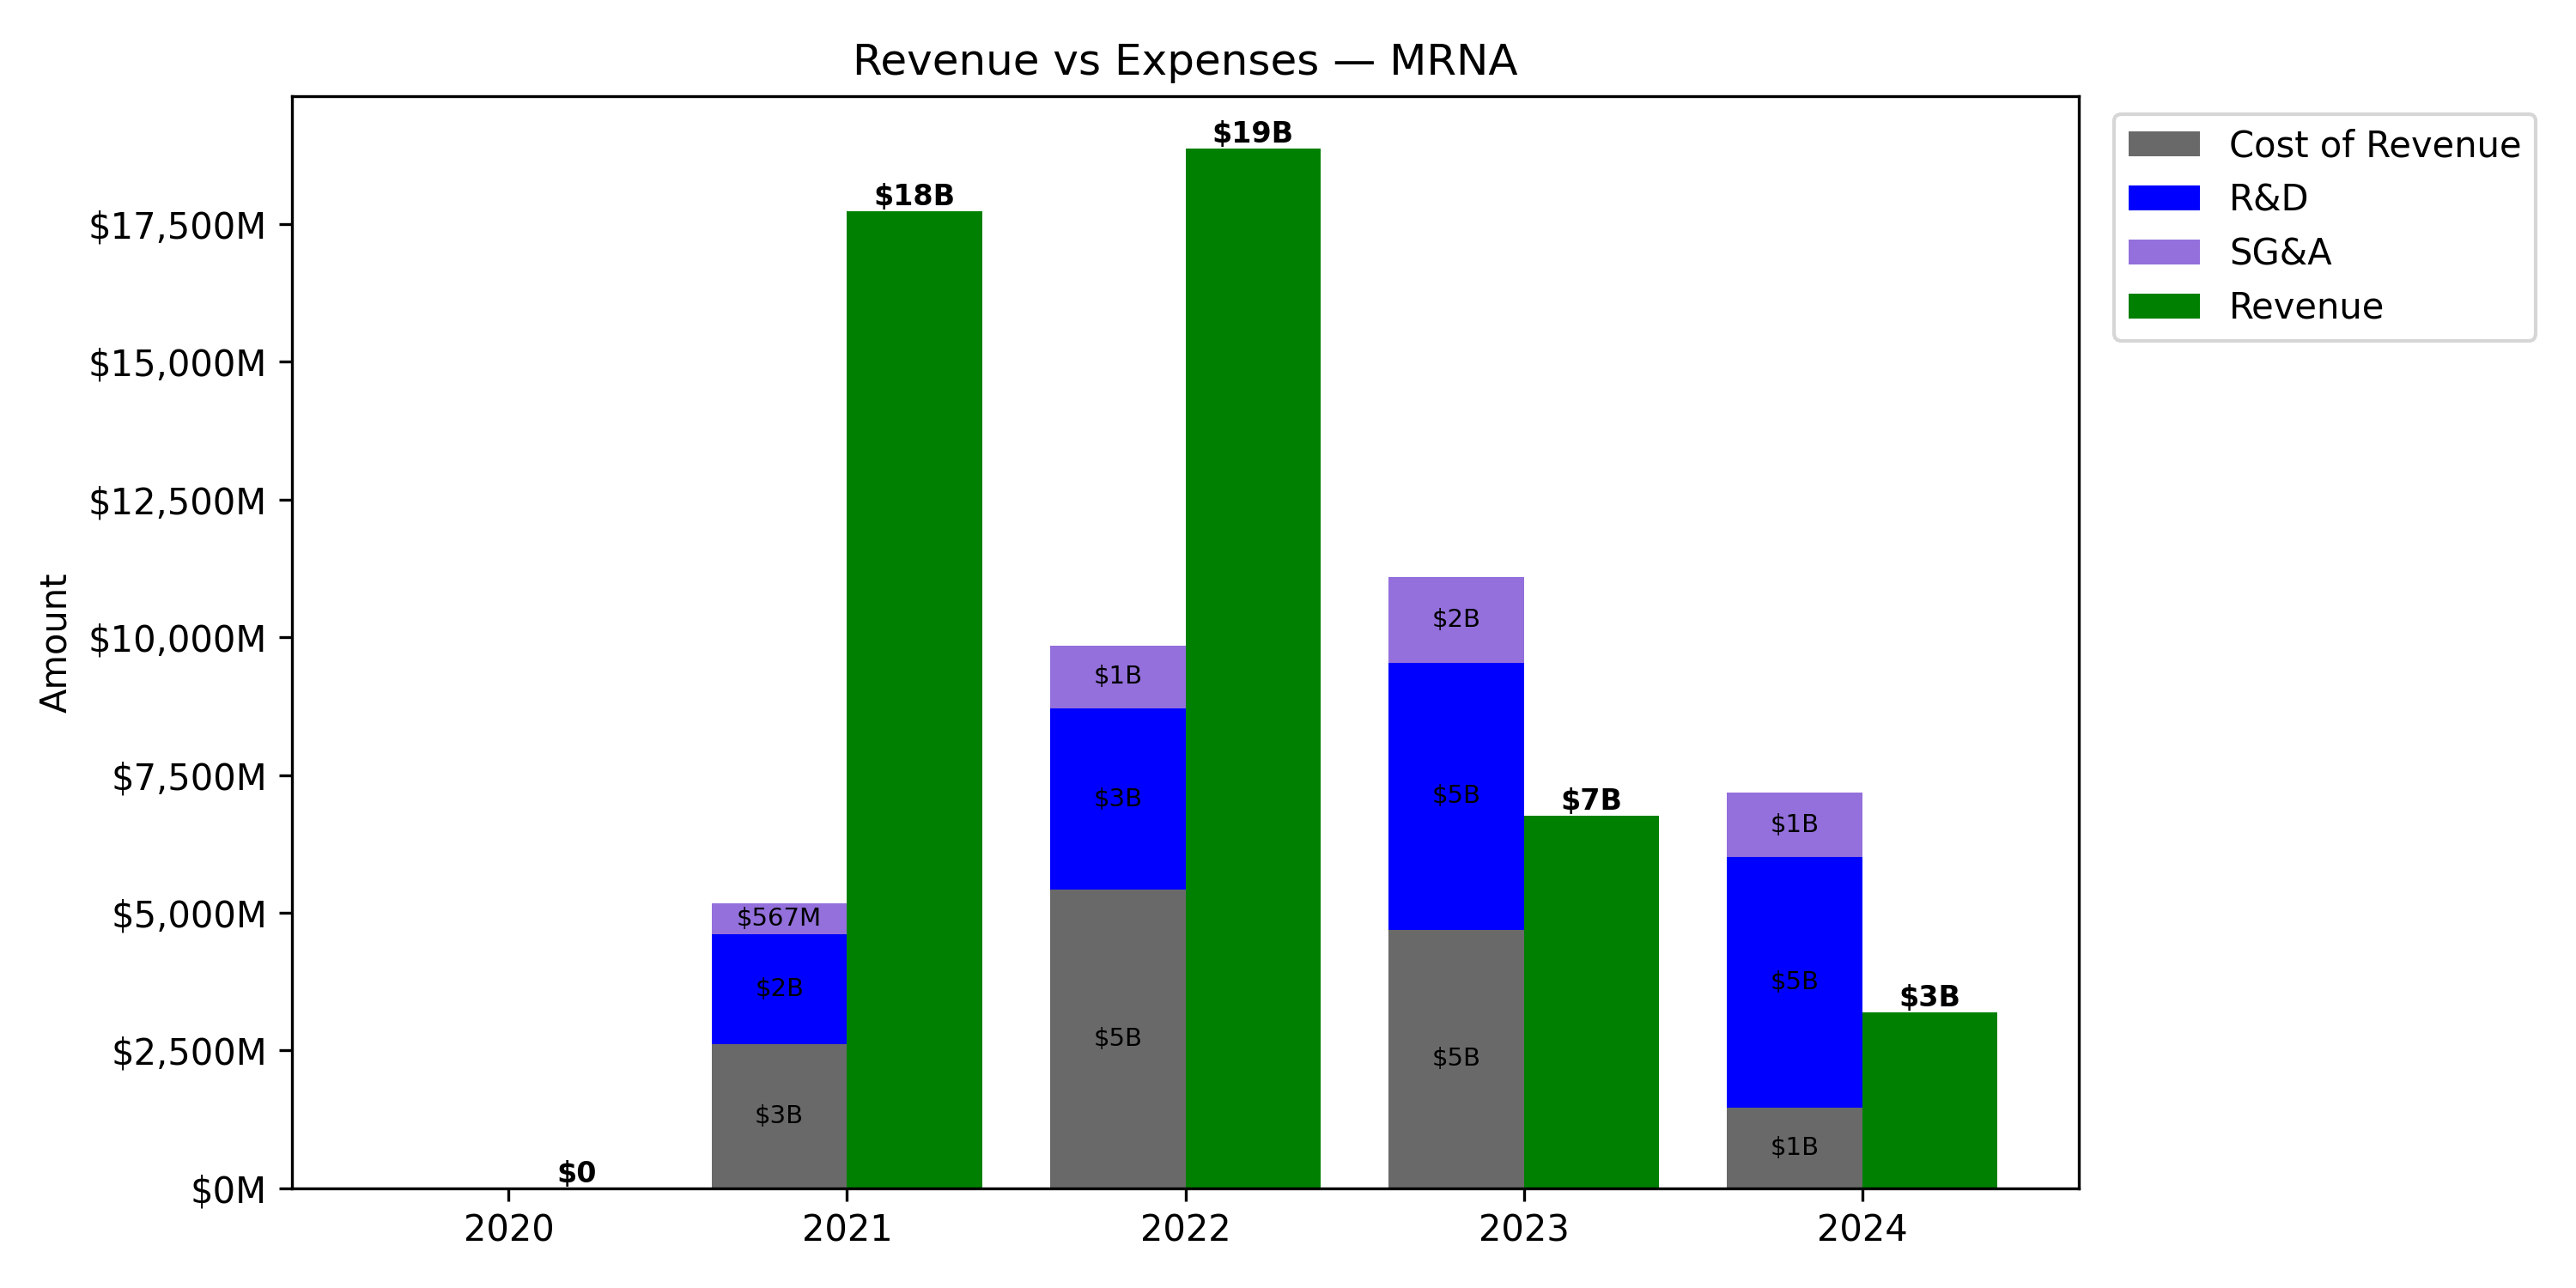 Revenue vs Expenses — MRNA
Amount
$17,500M
$15,000M
$12,500M
$10,000M
$7,500M
$5,000M
$2,500M
$0M
$0
$567M
$2B
$3B
$18B
$1B
$3B
$5B
$19B
$2B
$5B
$5B
$7B
$1B
$5B
$1B
$3B
2020
2021
2022
2023
2024
Cost of Revenue
R&D
SG&A
Revenue